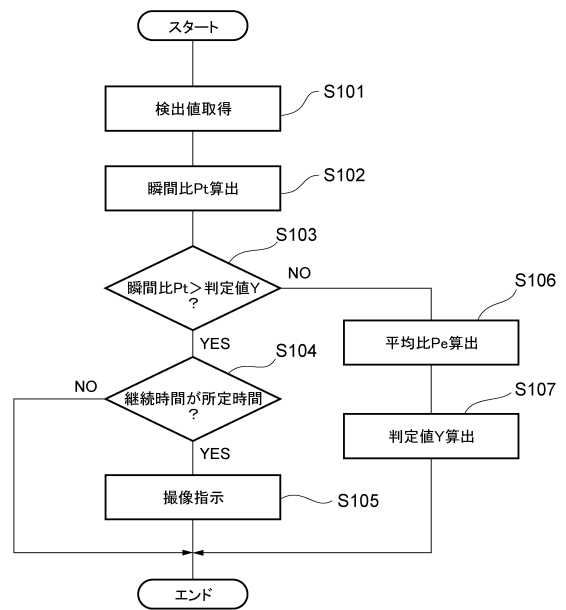 スタート
検出値取得
S101
瞬間比Pt算出
S102
瞬間比Pt＞判定値Y
？
S103
NO
YES
平均比Pe算出
S106
継続時間が所定時間
？
S104
NO
YES
判定値Y算出
S107
撮像指示
S105
エンド